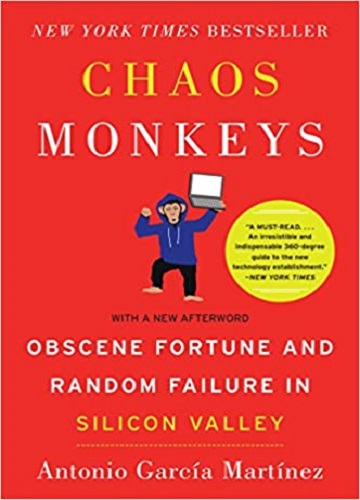 NEW YORK TIMES BESTSELLER
CHAOS
MONKEYS
"A MUST-READ. . . .
An irresistible and
indispensable 360-degree
guide to the new
technology establishment."
—NEW YORK TIMES
WITH A NEW AFTERWORD
OBSCENE FORTUNE AND
RANDOM FAILURE IN
SILICON VALLEY
Antonio García Martínez